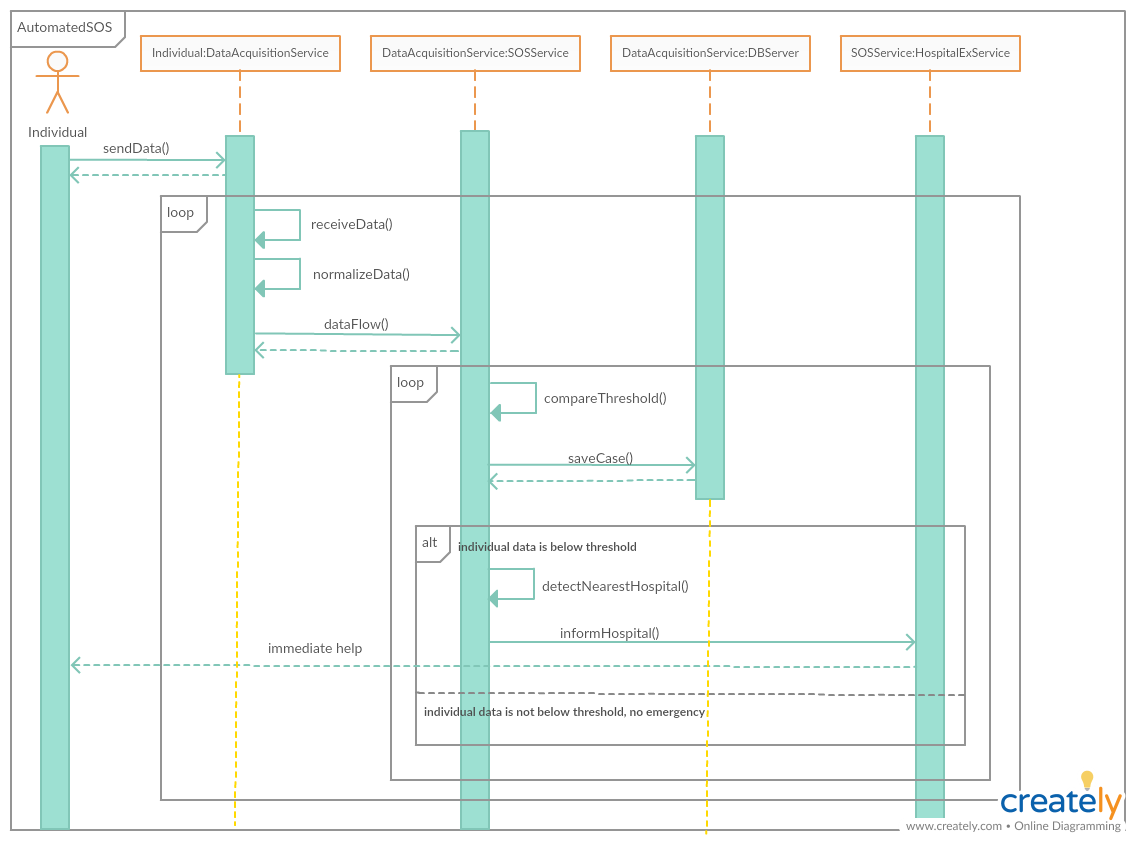 AutomatedSOS
Individual:DataAcquisitionService
DataAcquisitionService:SOSService
DataAcquisitionService:DBServer
SOSService:HospitalExService
Individual
sendData()
loop
receiveData()
normalizeData()
dataFlow()
loop
compareThreshold()
saveCase()
alt
individual data is below threshold
detectNearestHospital()
informHospital()
immediate help
individual data is not below threshold, no emergency
creately
www.creately.com • Online Diagramming